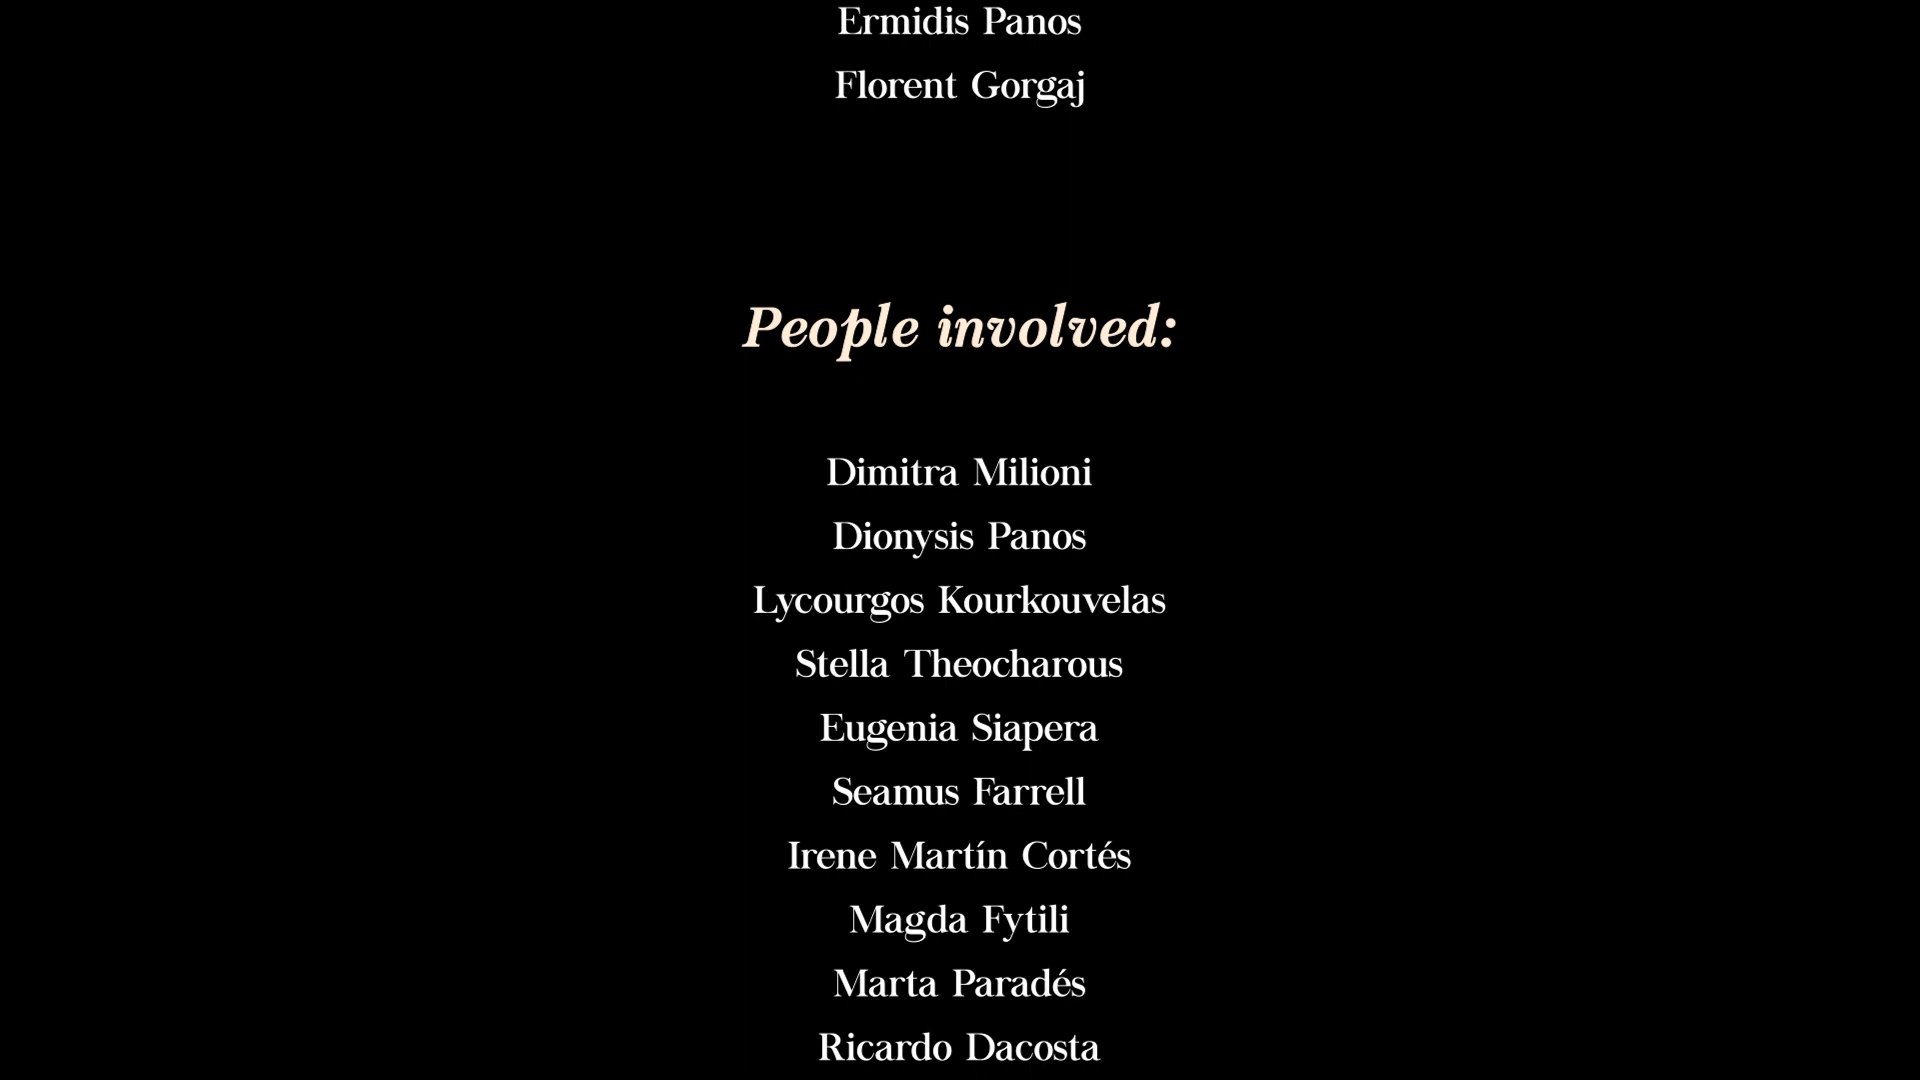 Ermidis Panos
Florent Gorgaj
People involved:
Dimitra Milioni
Dionysis Panos
Lycourgos Kourkouvelas
Stella Theocharous
Eugenia Siapera
Seamus Farrell
Irene Martín Cortés
Magda Fytili
Marta Paradés
Ricardo Dacosta